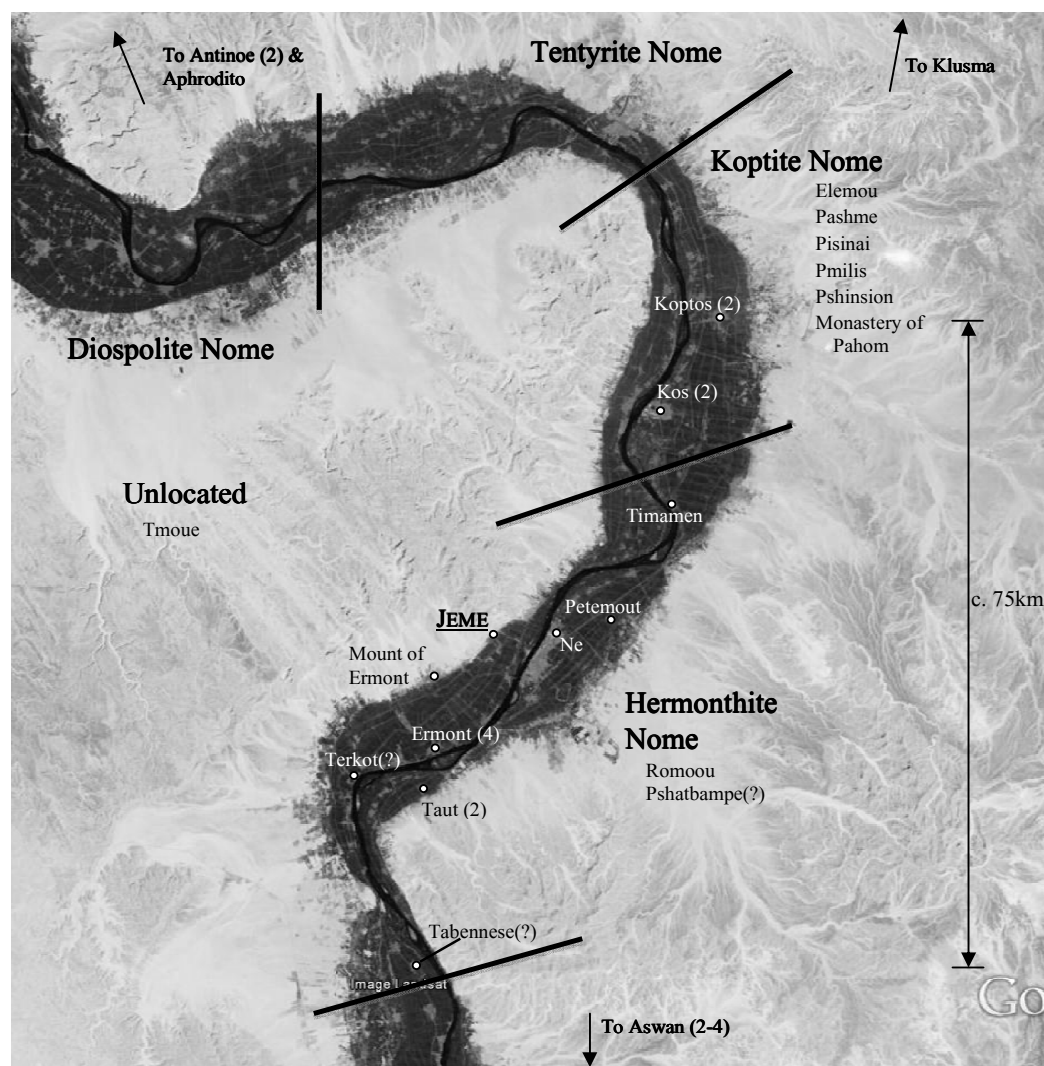 To Antinoe (2) &
Aphrodito
Tentyrite Nome
To Klusma
Koptite Nome
Elemou
Pashme
Pisinai
Pmilis
Pshinsion
Monastery of
Pahom
Koptos (2)
Diospolite Nome
Kos (2)
Unlocated
Tmoue
Timamen
c. 75km
Petemout
JEME
Ne
Mount of
Ermont
Hermonthite
Nome
Ermont (4)
Terkot(?)
Romoou
Pshatbampe(?)
Taut (2)
Tabennese(?)
Image Landsat
Go
To Aswan (2-4)